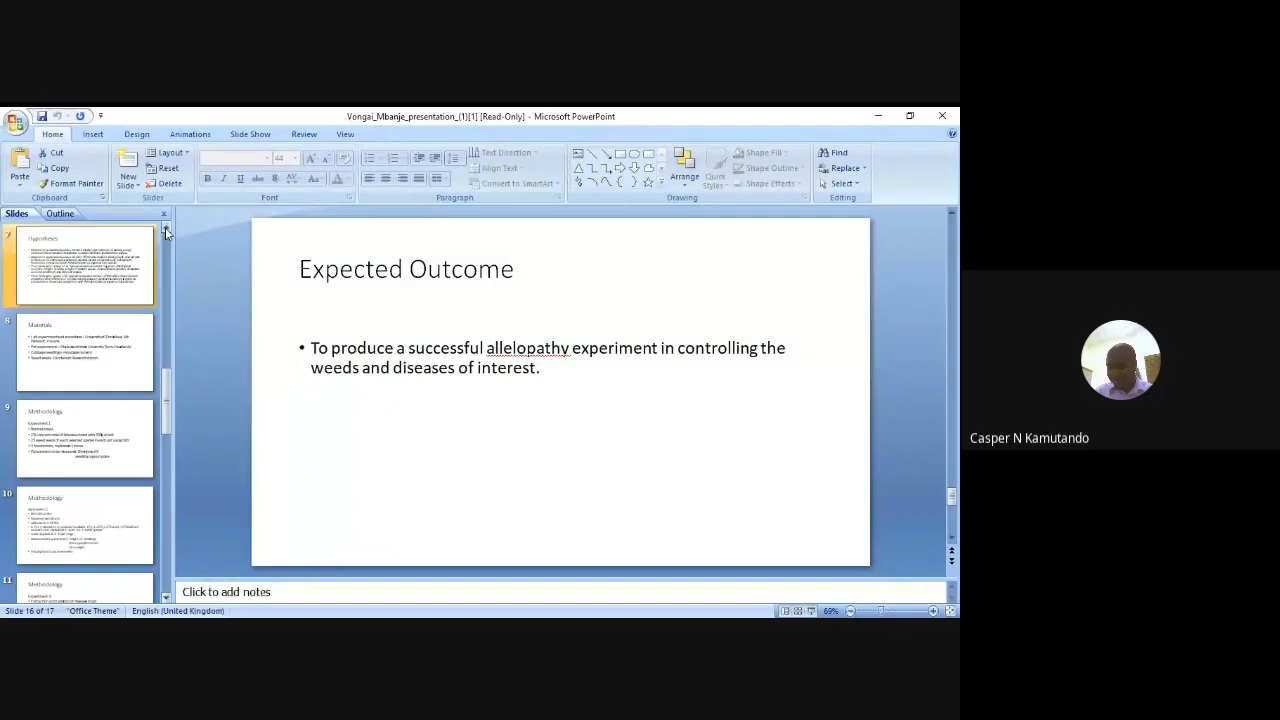 Vongai_Mbanje_presentation_(1)[1] [Read-Only] - Microsoft PowerPoint
Home Insert Design Animations Slide Show Review View
Paste
Cut
Copy
Format Painter
Clipboard
New Slide
Layout
Reset
Delete
Slides
44
Font
Text Direction
Align Text
Convert to SmartArt
Paragraph
Arrange
Quick Styles
Shape Fill
Shape Outline
Shape Effects
Drawing
Find
Replace
Select
Editing
Slides Outline
7
Hypotheses
8
Materials
9
Methodology
10
Methodology
11
Methodology
Expected Outcome
• To produce a successful allelopathy experiment in controlling the
weeds and diseases of interest.
Click to add notes
Slide 16 of 17 "Office Theme" English (United Kingdom) 69%
Casper N Kamutando